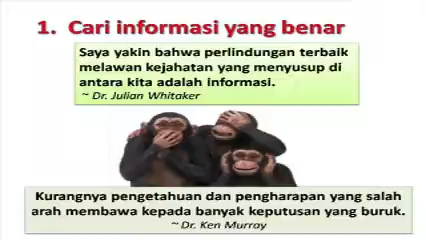 1. Cari informasi yang benar
Saya yakin bahwa perlindungan terbaik
melawan kejahatan yang menyusup di
antara kita adalah informasi.
~ Dr. Julian Whitaker
Kurangnya pengetahuan dan pengharapan yang salah
arah membawa kepada banyak keputusan yang buruk.
~ Dr. Ken Murray